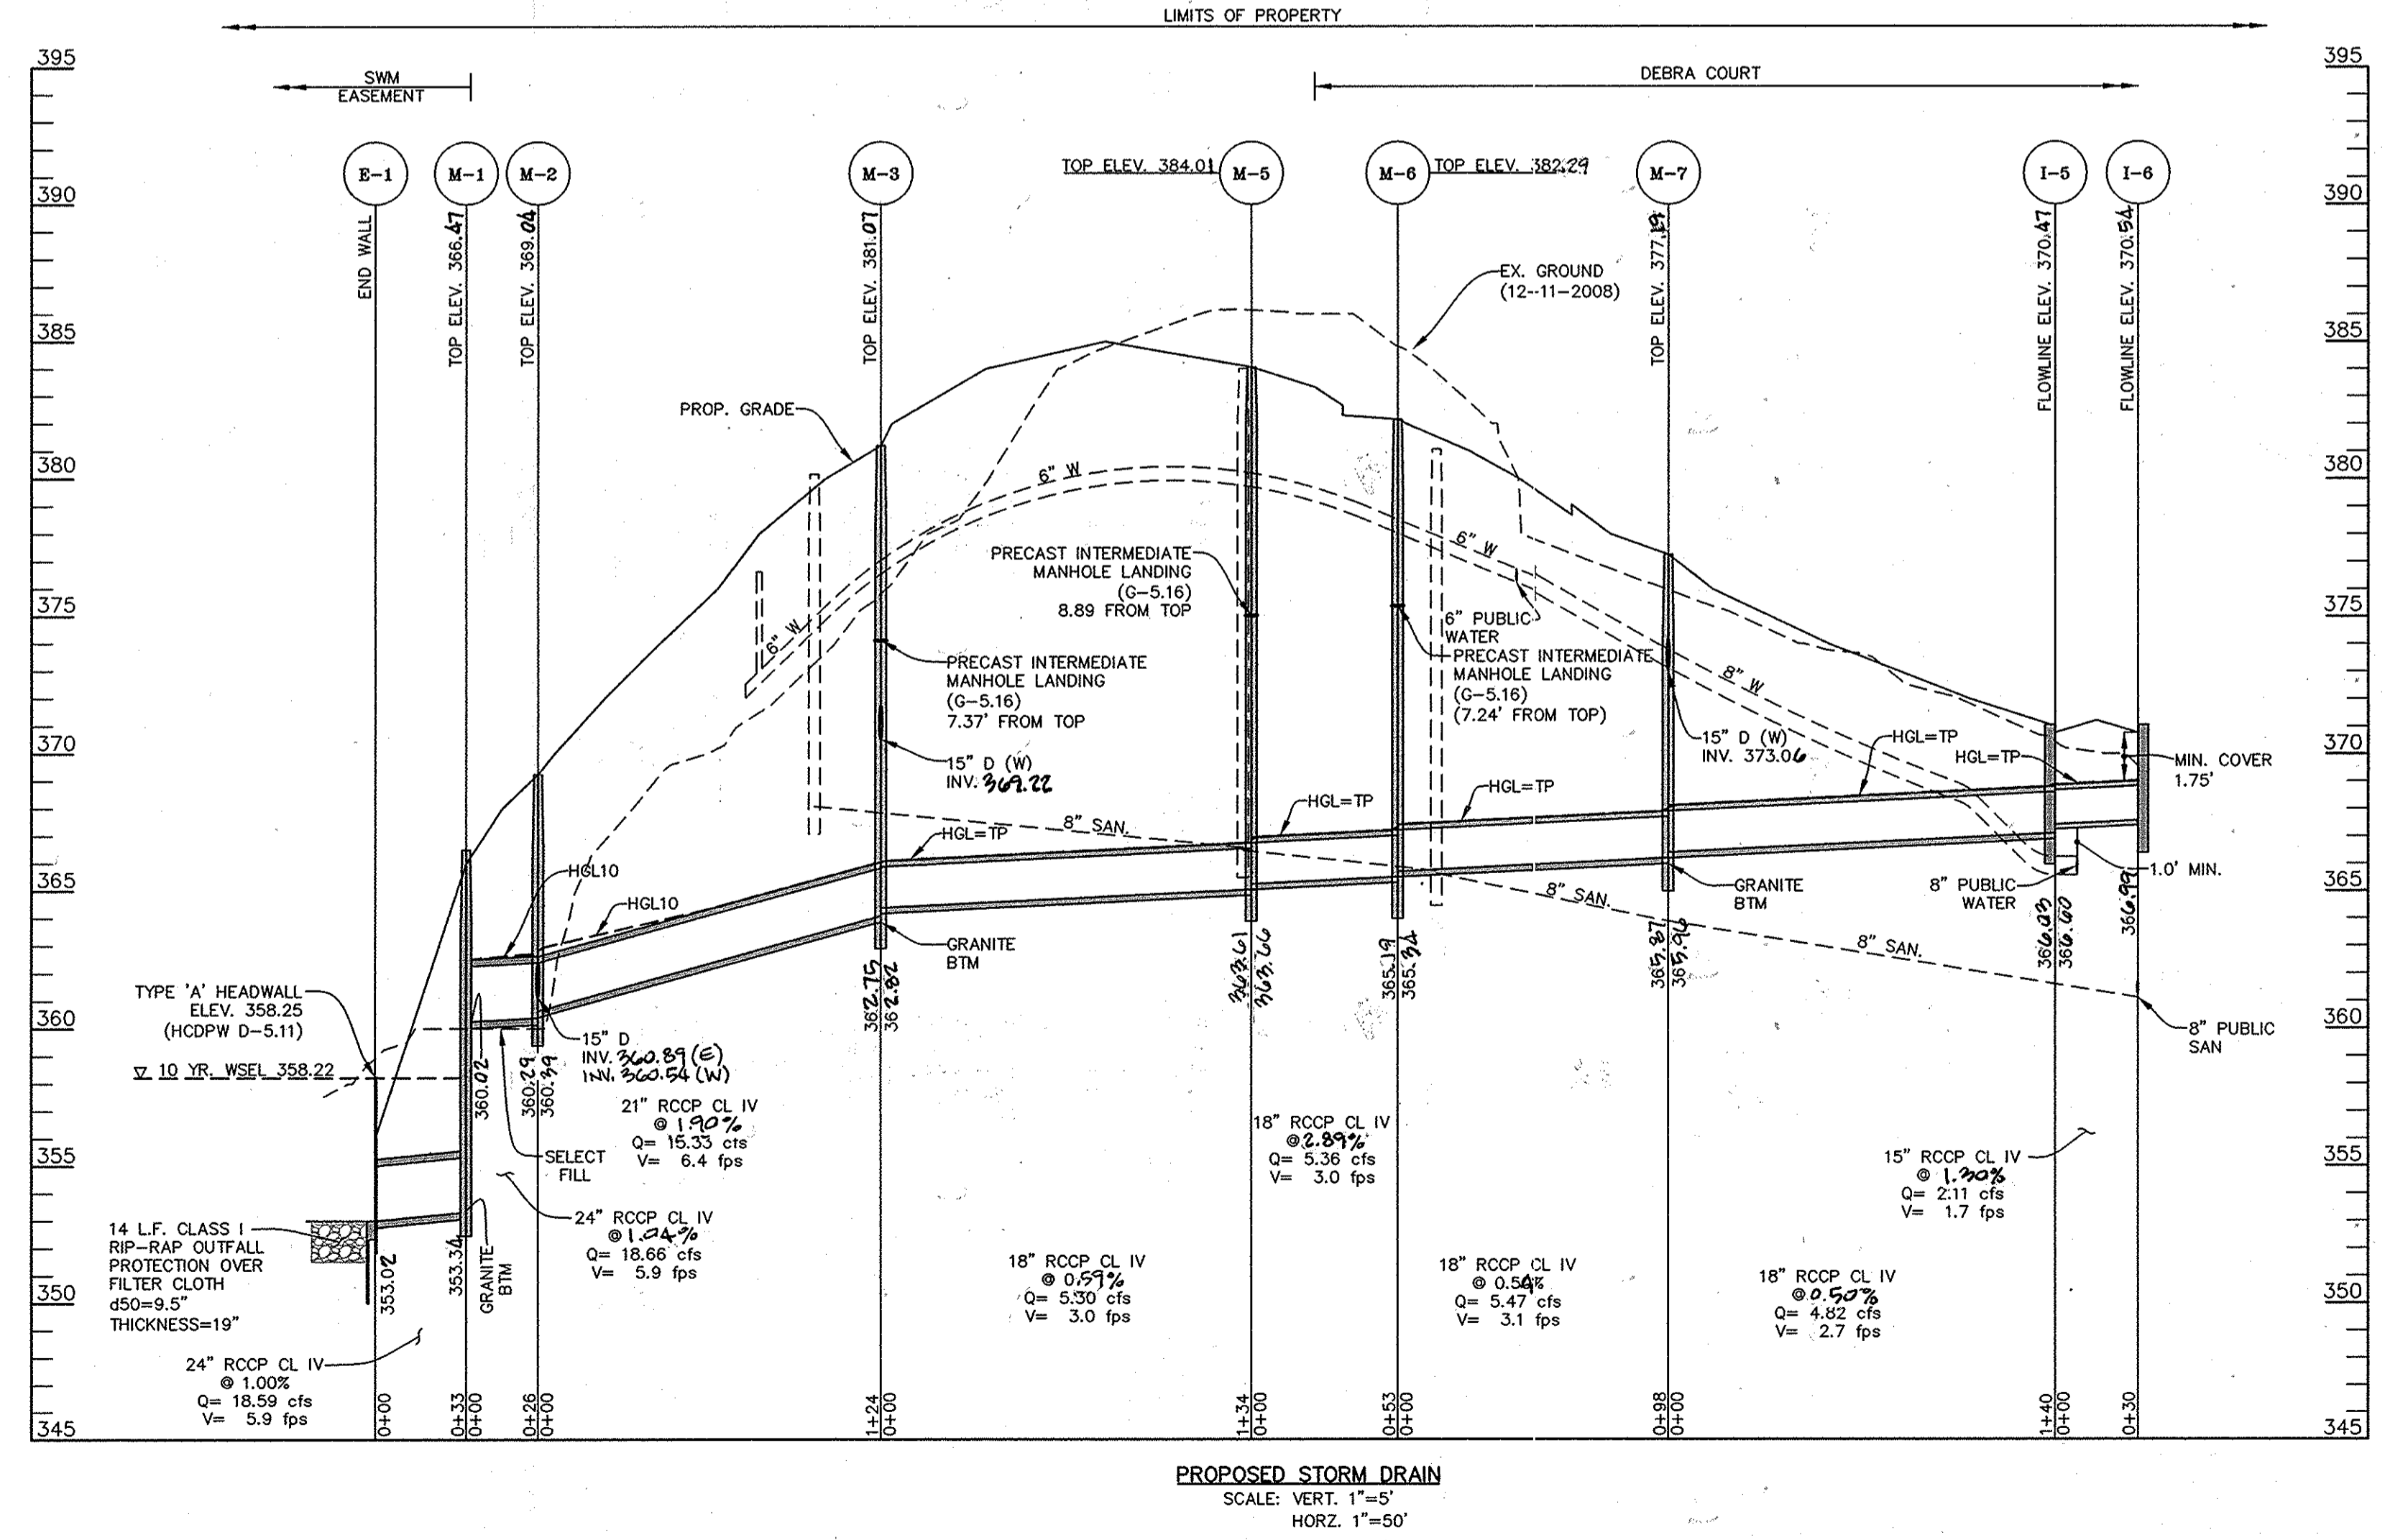 LIMITS OF PROPERTY
SWM
EASEMENT
DEBRA COURT
395
390
385
380
375
370
365
360
355
350
345
395
390
385
380
375
370
365
360
355
350
345
E-1
M-1
M-2
M-3
M-5
M-6
M-7
I-5
I-6
END WALL
TOP ELEV. 366.47
TOP ELEV. 369.04
TOP ELEV. 381.07
TOP ELEV. 384.01
TOP ELEV. 382.29
TOP ELEV. 377.19
FLOWLINE ELEV. 370.47
FLOWLINE ELEV. 370.54
EX. GROUND
(12-11-2008)
PROP. GRADE
6" W
6" W
6" W
8" W
PRECAST INTERMEDIATE
MANHOLE LANDING
(G-5.16)
8.89 FROM TOP
PRECAST INTERMEDIATE
MANHOLE LANDING
(G-5.16)
7.37' FROM TOP
6" PUBLIC
WATER
PRECAST INTERMEDIATE
MANHOLE LANDING
(G-5.16)
(7.24' FROM TOP)
15" D (W)
INV. 369.22
15" D (W)
INV. 373.06
HGL=TP
HGL=TP
HGL=TP
HGL=TP
HGL=TP
MIN. COVER
1.75'
8" SAN.
8" SAN.
8" SAN.
HGL10
HGL10
GRANITE
BTM
GRANITE
BTM
8" PUBLIC
WATER
1.0' MIN.
8" PUBLIC
SAN
TYPE 'A' HEADWALL
ELEV. 358.25
(HCDPW D-5.11)
10 YR. WSEL 358.22
15" D
INV. 360.89 (E)
INV. 360.54 (W)
353.02
353.34
360.02
360.29
360.39
362.75
362.82
363.61
363.66
365.19
365.34
365.87
365.96
366.60
366.99
SELECT
FILL
GRANITE
BTM
21" RCCP CL IV
@ 1.90%
Q= 15.33 cfs
V= 6.4 fps
24" RCCP CL IV
@ 1.04%
Q= 18.66 cfs
V= 5.9 fps
18" RCCP CL IV
@ 2.89%
Q= 5.36 cfs
V= 3.0 fps
15" RCCP CL IV
@ 1.30%
Q= 2.11 cfs
V= 1.7 fps
18" RCCP CL IV
@ 0.59%
Q= 5.30 cfs
V= 3.0 fps
18" RCCP CL IV
Q= 5.47 cfs
V= 3.1 fps
18" RCCP CL IV
@ 0.50%
Q= 4.82 cfs
V= 2.7 fps
14 L.F. CLASS I
RIP-RAP OUTFALL
PROTECTION OVER
FILTER CLOTH
d50=9.5"
THICKNESS=19"
24" RCCP CL IV
@ 1.00%
Q= 18.59 cfs
V= 5.9 fps
0+00
0+33
0+00
0+26
0+00
1+24
0+00
1+34
0+00
0+53
0+00
0+98
0+00
1+40
0+00
0+30
PROPOSED STORM DRAIN
SCALE: VERT. 1"=5'
HORZ. 1"=50'